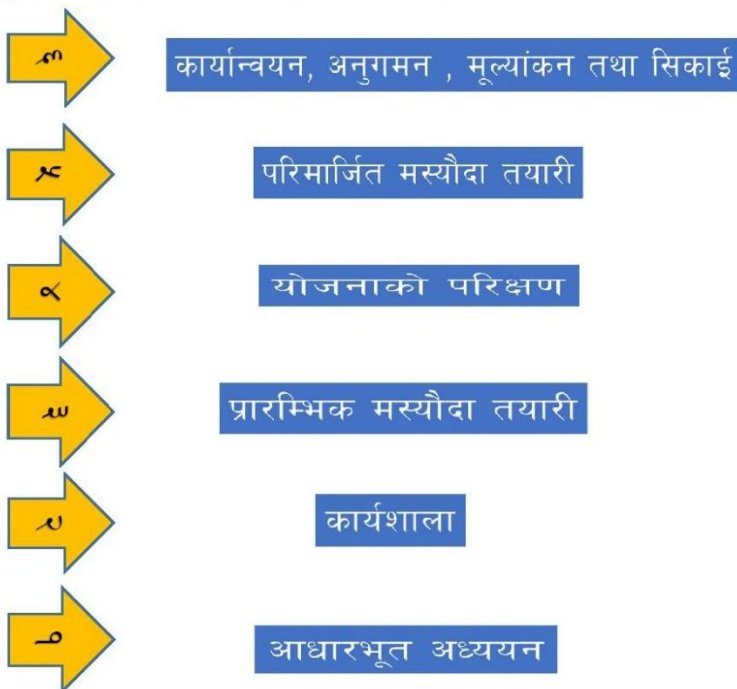 ६
कार्यान्वयन, अनुगमन , मूल्यांकन तथा सिकाई
५
परिमार्जित मस्यौदा तयारी
४
योजनाको परिक्षण
३
प्रारम्भिक मस्यौदा तयारी
२
कार्यशाला
१
आधारभूत अध्ययन